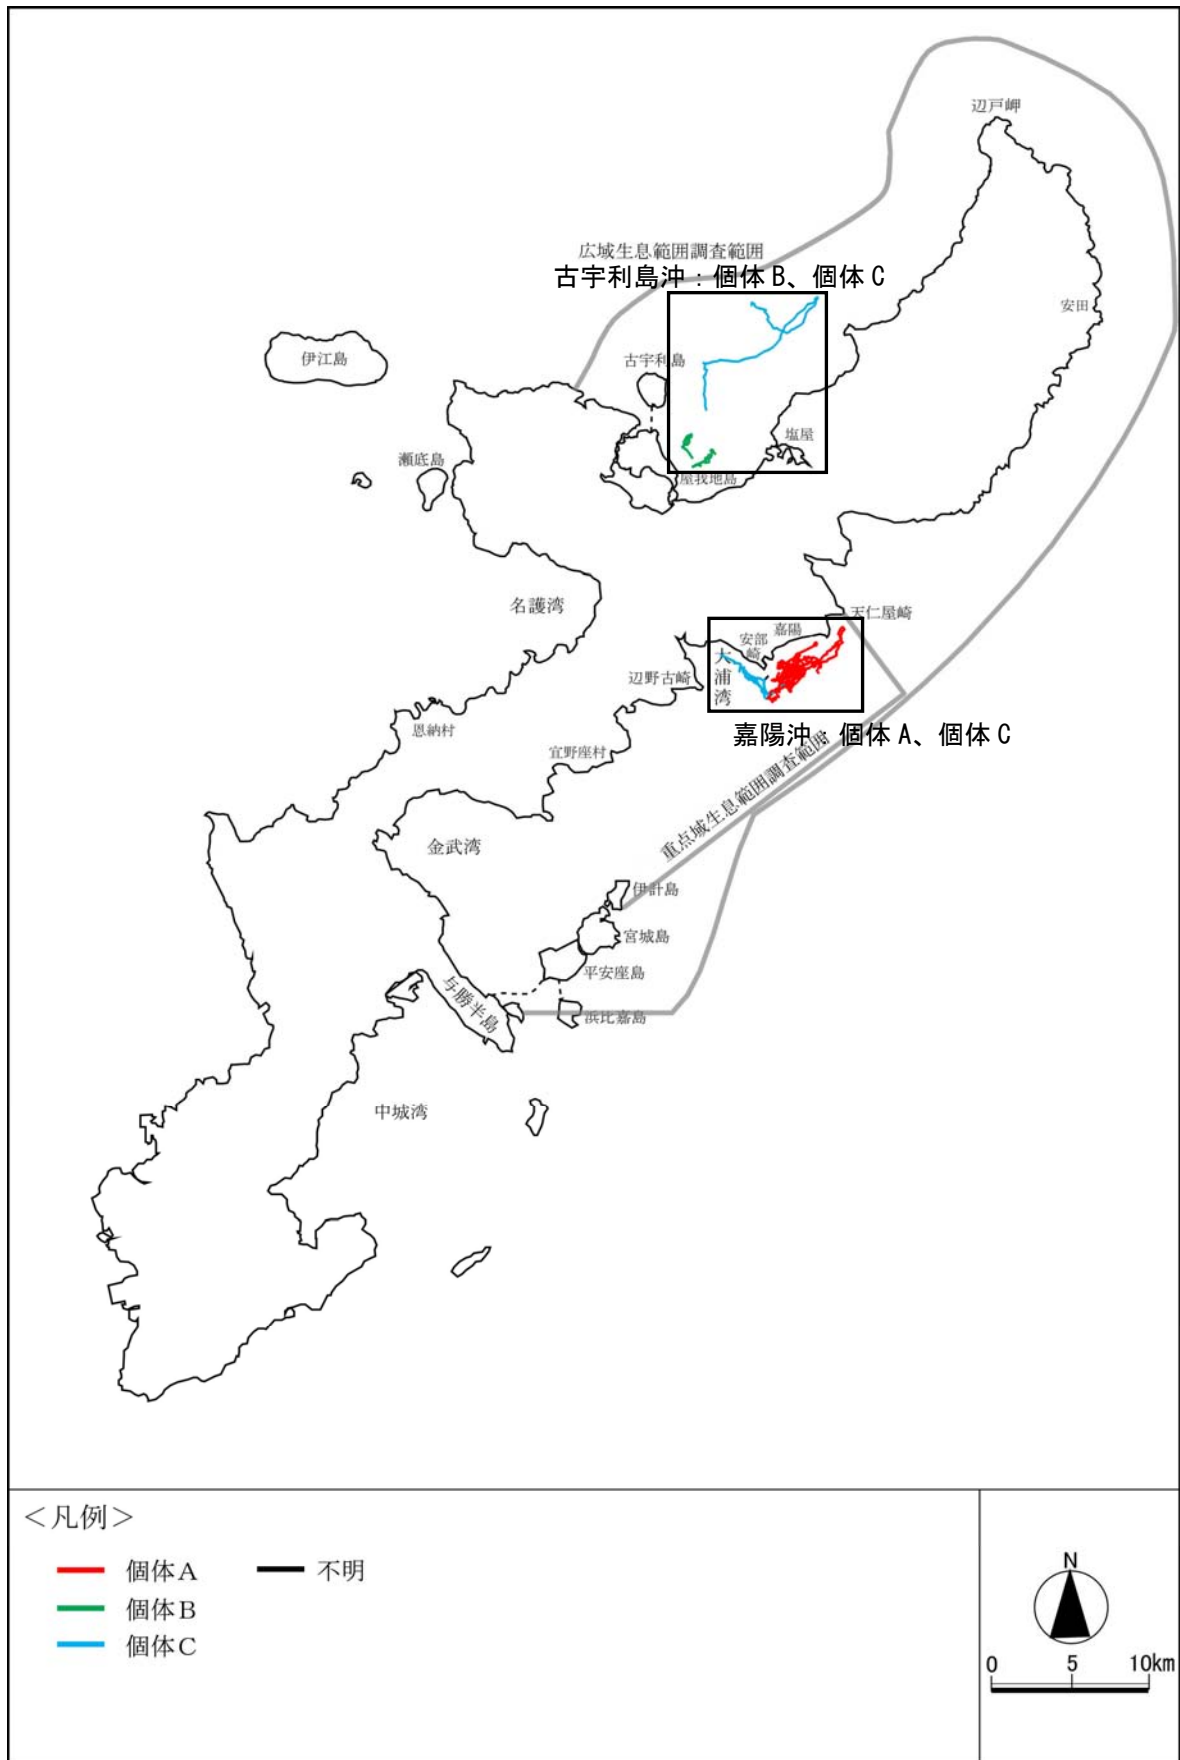 辺戸岬
広域生息範囲調査範囲
古宇利島沖：個体B、個体C
安田
伊江島
古宇利島
塩屋
瀬底島
屋我地島
名護湾
天仁屋崎
嘉陽
安部崎
大浦湾
辺野古崎
恩納村
宜野座村
嘉陽沖　個体A、個体C
重点域生息範囲調査範囲
金武湾
伊計島
宮城島
平安座島
与勝半島
浜比嘉島
中城湾
＜凡例＞
個体A
不明
個体B
個体C
N
0 5 10km